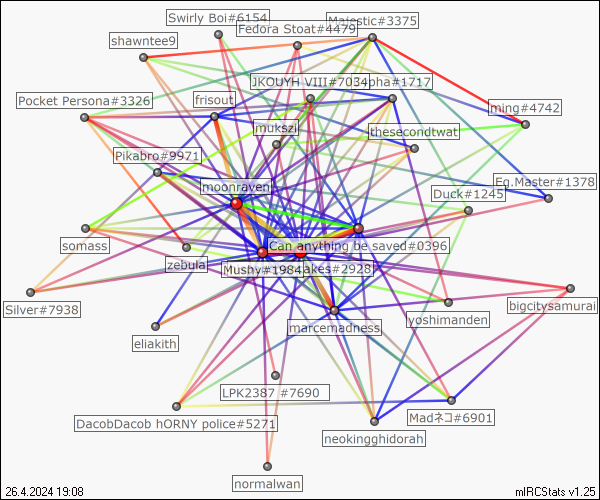 Swirly Boi#6154
Fedora Stoat#4479
Majestic#3375
shawntee9
JKOUYH VIII#7034
pha#1717
Pocket Persona#3326
frisout
ming#4742
jmukszi
thesecondtwat
Pikabro#9971
moonraven
Eg.Master#1378
Duck#1245
somass
Can anything be saved#0396
zebula
Mushy#1984
akes#2928
Silver#7938
bigcitysamurai
marcemadness
yoshimanden
eliakith
LPK2387 #7690
DacobDacob hORNY police#5271
Madネコ#6901
neokingghidorah
normalwan
26.4.2024 19:08
mIRCStats v1.25